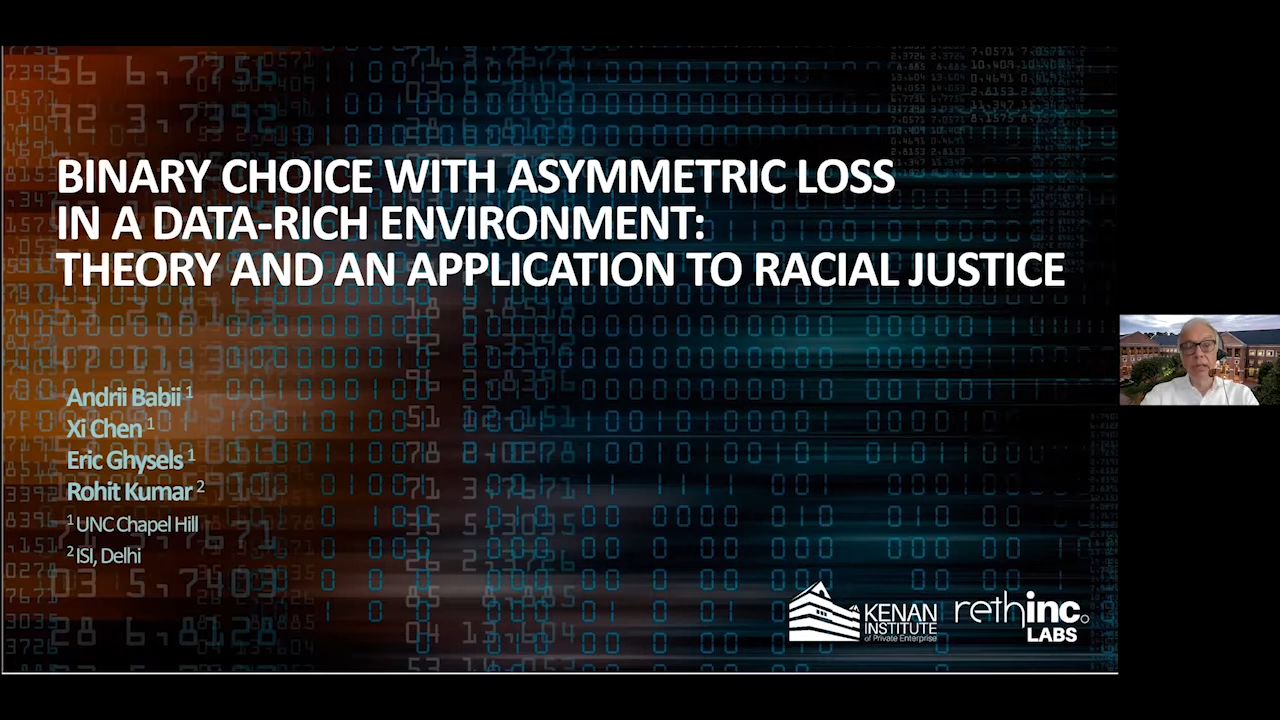 BINARY CHOICE WITH ASYMMETRIC LOSS
IN A DATA-RICH ENVIRONMENT:
THEORY AND AN APPLICATION TO RACIAL JUSTICE
Andrii Babii 1
Xi Chen 1
Eric Ghysels 1
Rohit Kumar 2
1 UNC Chapel Hill
2 ISI, Delhi
KENAN
INSTITUTE
of Private Enterprise
rethinc.
LABS